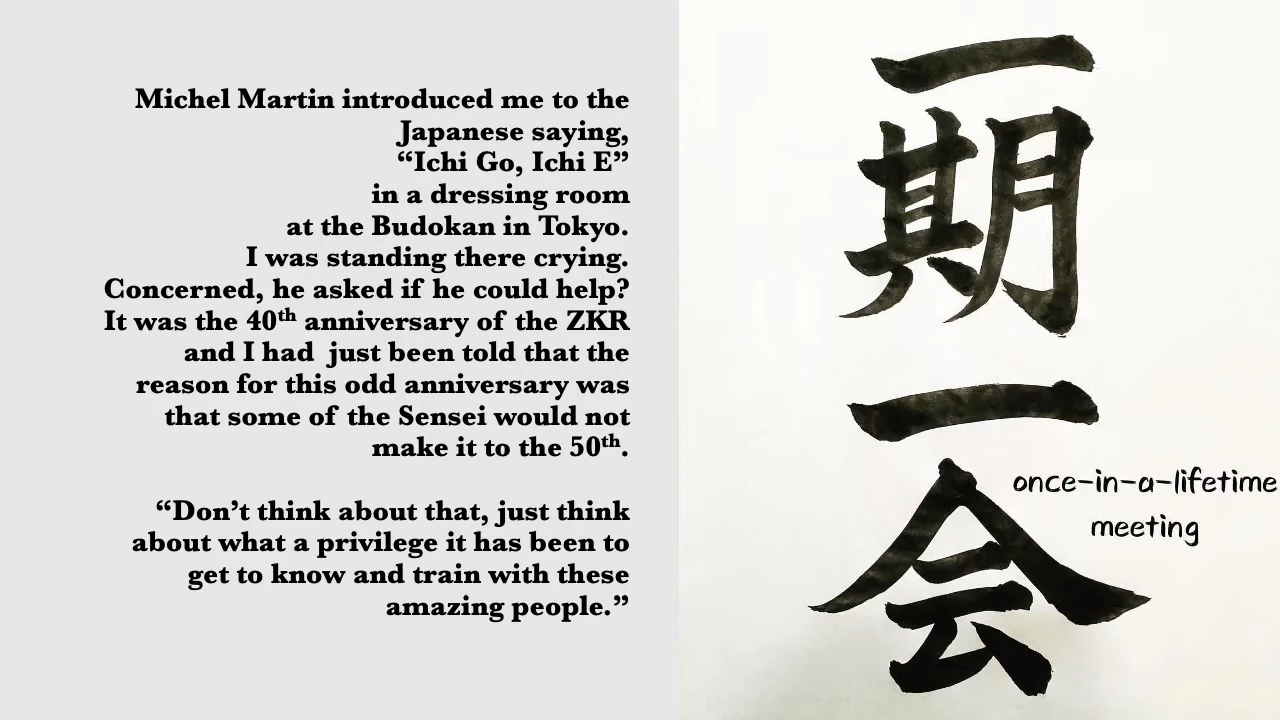 Michel Martin introduced me to the
Japanese saying,
“Ichi Go, Ichi E”
in a dressing room
at the Budokan in Tokyo.
I was standing there crying.
Concerned, he asked if he could help?
It was the 40th anniversary of the ZKR
and I had just been told that the
reason for this odd anniversary was
that some of the Sensei would not
make it to the 50th.
“Don’t think about that, just think
about what a privilege it has been to
get to know and train with these
amazing people.”
一期一会
once-in-a-lifetime
meeting